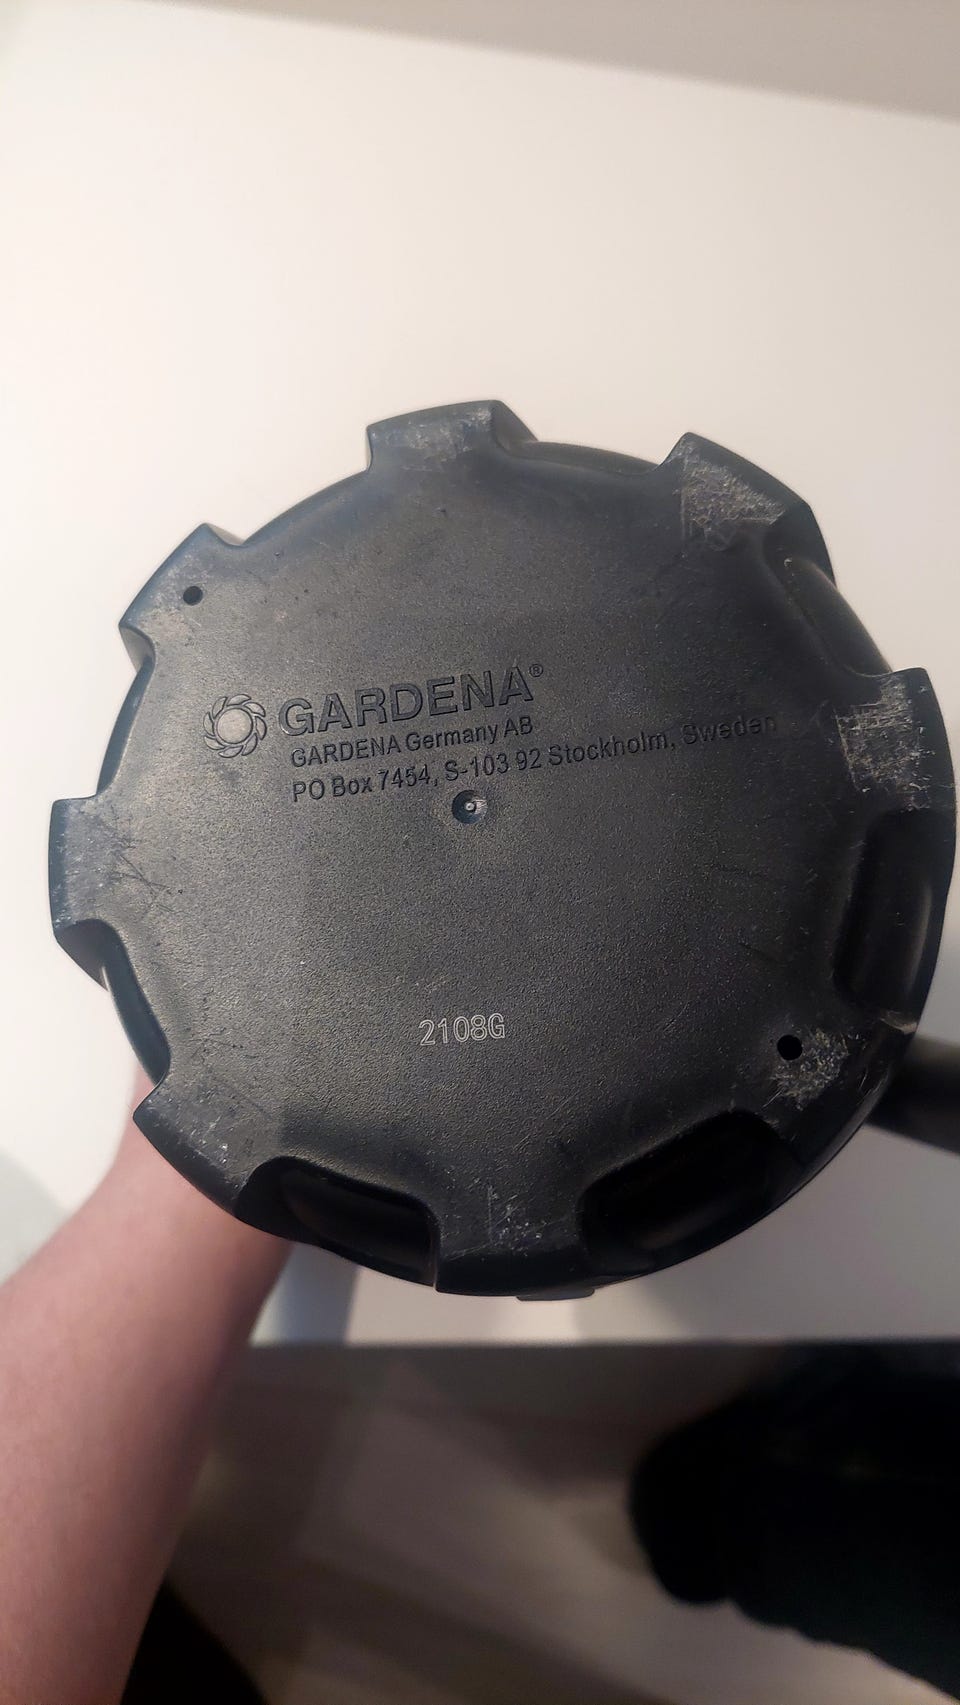 GARDENA®
GARDENA Germany AB
PO Box 7454, S-103 92 Stockholm, Sweden
2108G